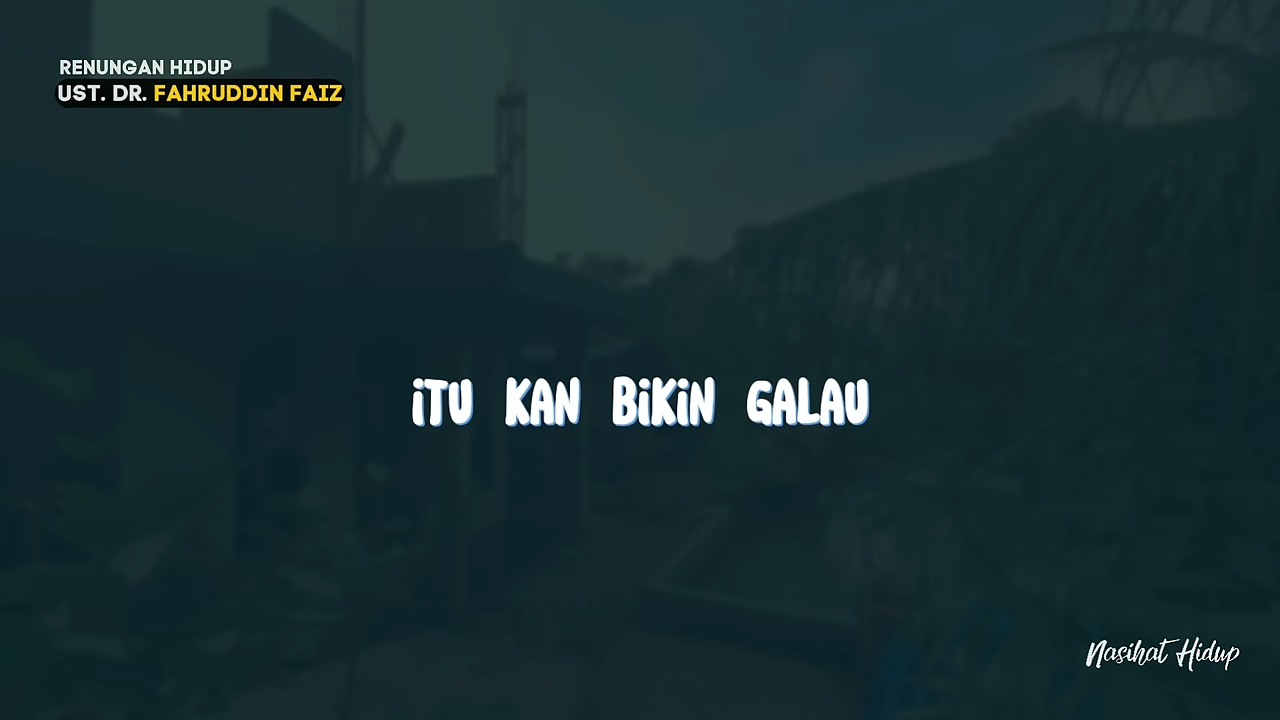 RENUNGAN HIDUP
UST. DR. FAHRUDDIN FAIZ
iTU KAN BiKiN GALAU
Nasihat Hidup